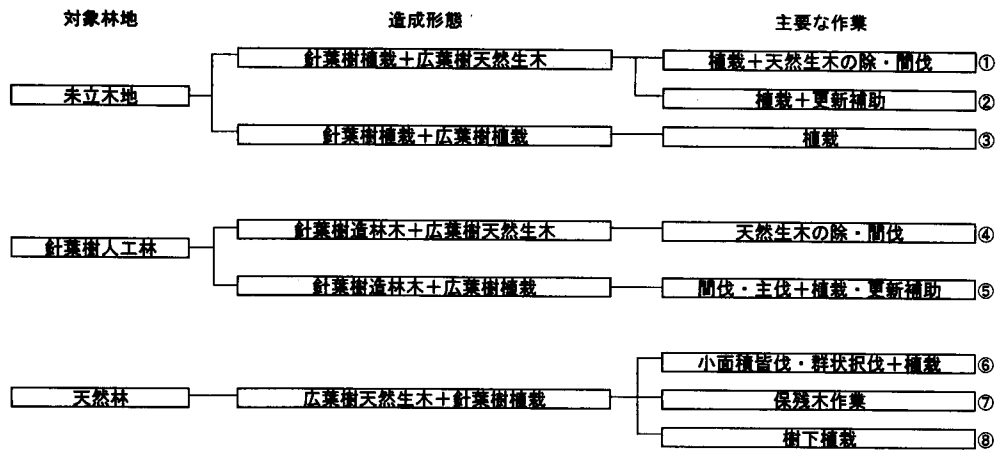 対象林地 造成形態 主要な作業
針葉樹植栽＋広葉樹天然生木 植栽＋天然生木の除・間伐 ①
未立木地 植栽＋更新補助 ②
針葉樹植栽＋広葉樹植栽 植栽 ③
針葉樹造林木＋広葉樹天然生木 天然生木の除・間伐 ④
針葉樹人工林
針葉樹造林木＋広葉樹植栽 間伐・主伐＋植栽・更新補助 ⑤
小面積皆伐・群状択伐＋植栽 ⑥
天然林 広葉樹天然生木＋針葉樹植栽 保残木作業 ⑦
樹下植栽 ⑧